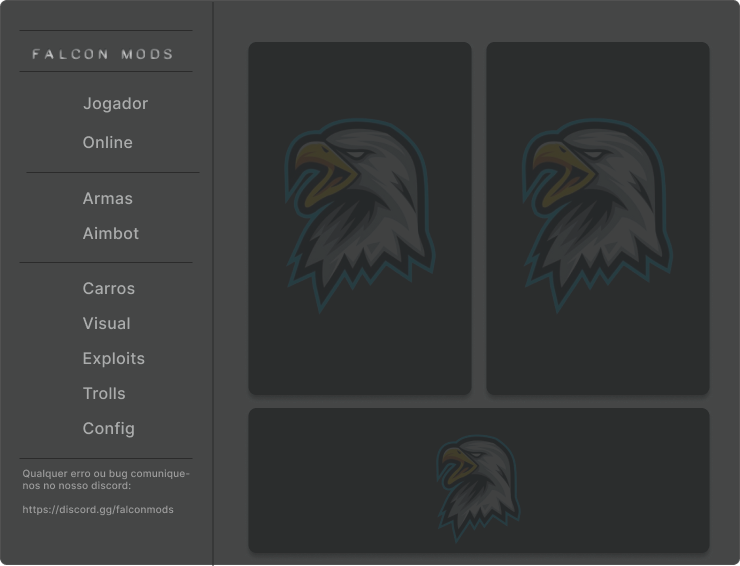 FALCON MODS
Jogador
Online
Armas
Aimbot
Carros
Visual
Exploits
Trolls
Config
Qualquer erro ou bug comunique-
nos no nosso discord:
https://discord.gg/falconmods